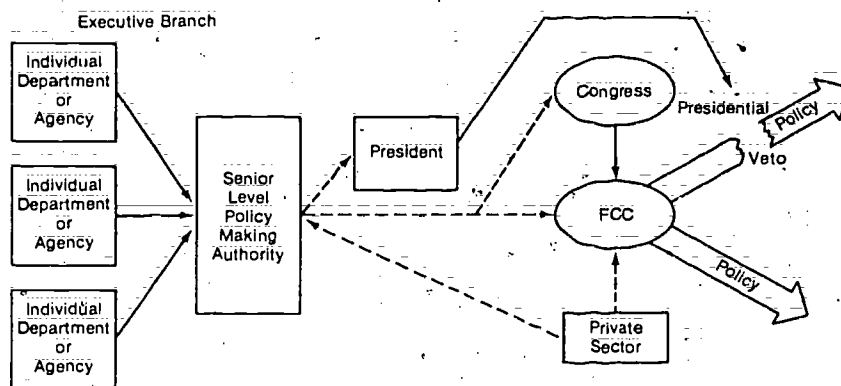 Executive Branch
Individual
Department
or
Agency
Individual
Department
or
Agency
Individual
Department
or
Agency
Senior
Level
Policy
Making
Authority
President
Congress
FCC
Private
Sector
Presidential
Veto
Policy
Policy